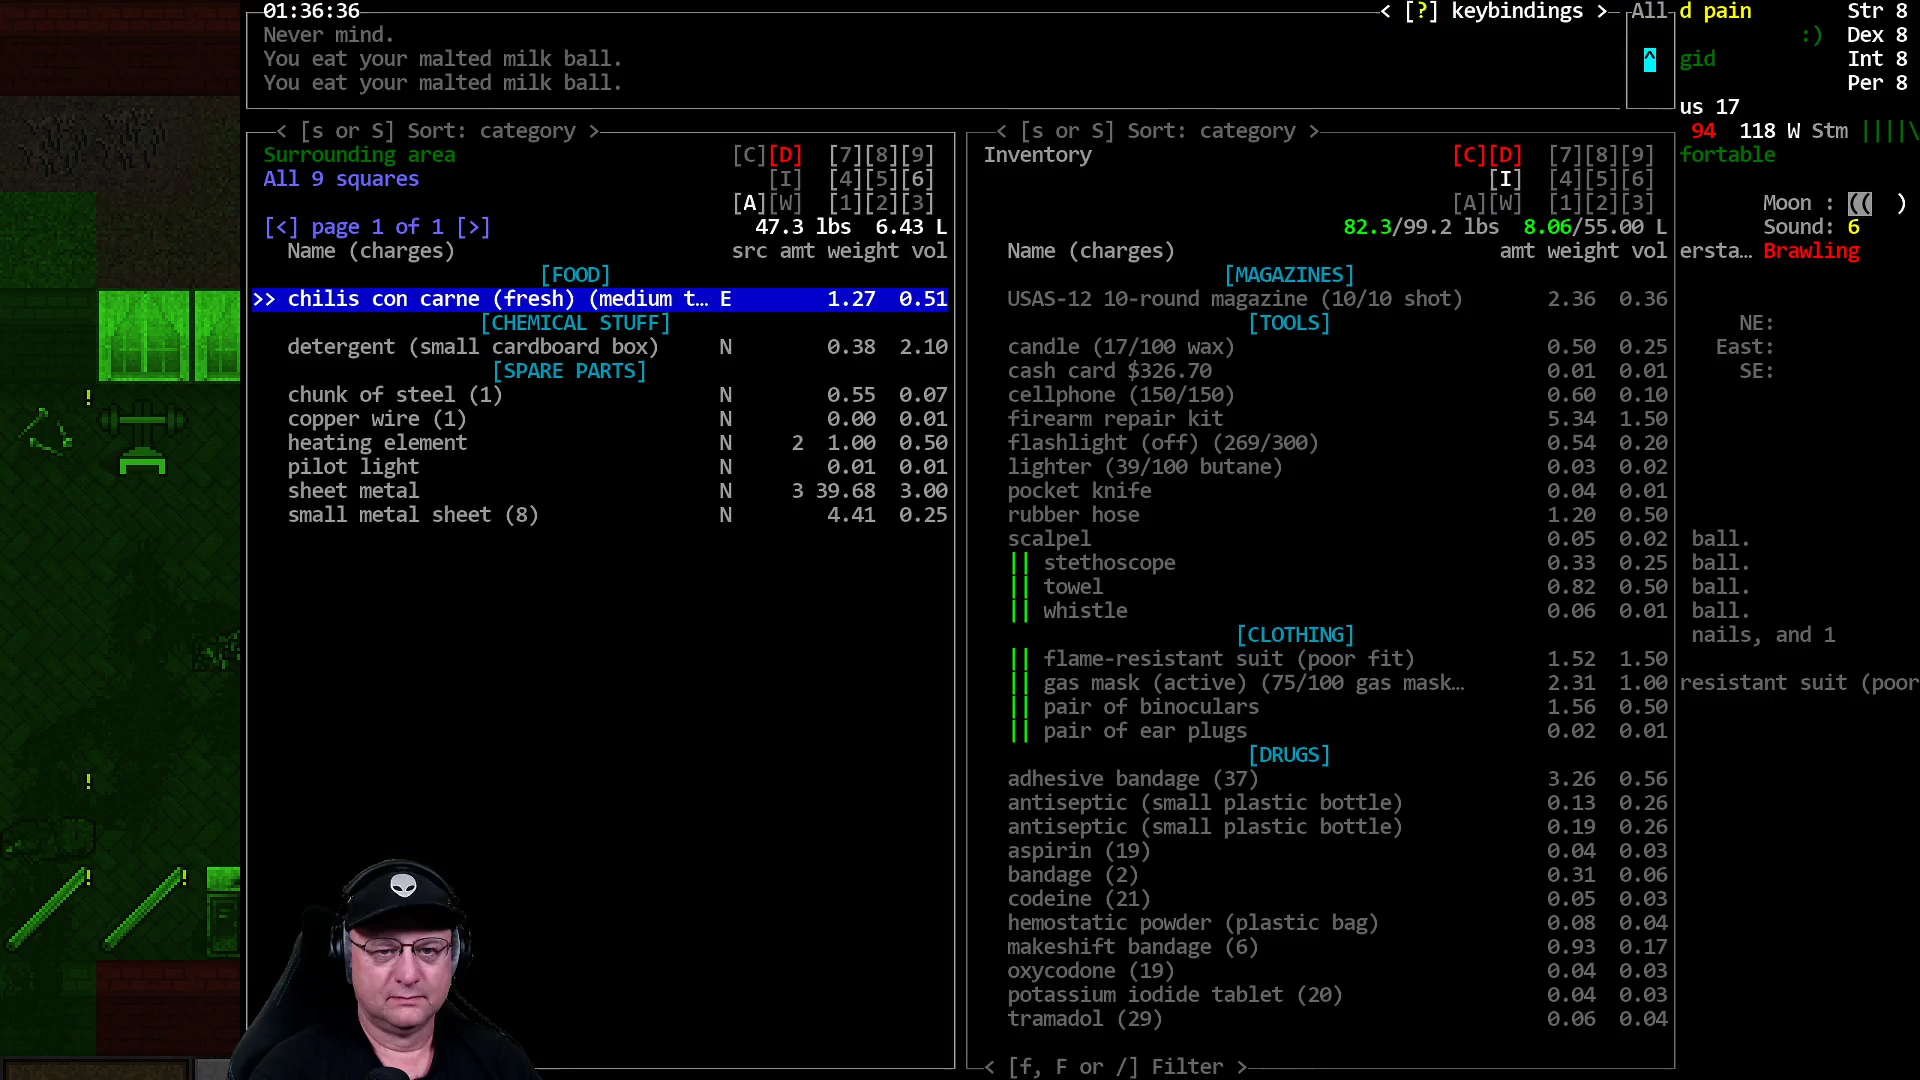 01:36:36
< [?] keybindings >
Never mind.
You eat your malted milk ball.
You eat your malted milk ball.
All
^
d pain
Str 8
:)
Dex 8
gid
Int 8
Per 8
us 17
94 118 W Stm ||||\
fortable
Moon : (( )
Sound: 6
ersta… Brawling
NE:
East:
SE:
ball.
ball.
ball.
ball.
nails, and 1
resistant suit (poor
< [s or S] Sort: category >
Surrounding area
[C][D] [7][8][9]
All 9 squares
[I] [4][5][6]
[A][W] [1][2][3]
[<] page 1 of 1 [>]
47.3 lbs 6.43 L
Name (charges) src amt weight vol
[FOOD]
>> chilis con carne (fresh) (medium t… E 1.27 0.51
[CHEMICAL STUFF]
detergent (small cardboard box) N 0.38 2.10
[SPARE PARTS]
chunk of steel (1) N 0.55 0.07
copper wire (1) N 0.00 0.01
heating element N 2 1.00 0.50
pilot light N 0.01 0.01
sheet metal N 3 39.68 3.00
small metal sheet (8) N 4.41 0.25
< [s or S] Sort: category >
Inventory
[C][D] [7][8][9]
[I] [4][5][6]
[A][W] [1][2][3]
82.3/99.2 lbs 8.06/55.00 L
Name (charges) amt weight vol
[MAGAZINES]
USAS-12 10-round magazine (10/10 shot) 2.36 0.36
[TOOLS]
candle (17/100 wax) 0.50 0.25
cash card $326.70 0.01 0.01
cellphone (150/150) 0.60 0.10
firearm repair kit 5.34 1.50
flashlight (off) (269/300) 0.54 0.20
lighter (39/100 butane) 0.03 0.02
pocket knife 0.04 0.01
rubber hose 1.20 0.50
scalpel 0.05 0.02
|| stethoscope 0.33 0.25
|| towel 0.82 0.50
|| whistle 0.06 0.01
[CLOTHING]
|| flame-resistant suit (poor fit) 1.52 1.50
|| gas mask (active) (75/100 gas mask… 2.31 1.00
|| pair of binoculars 1.56 0.50
|| pair of ear plugs 0.02 0.01
[DRUGS]
adhesive bandage (37) 3.26 0.56
antiseptic (small plastic bottle) 0.13 0.26
antiseptic (small plastic bottle) 0.19 0.26
aspirin (19) 0.04 0.03
bandage (2) 0.31 0.06
codeine (21) 0.05 0.03
hemostatic powder (plastic bag) 0.08 0.04
makeshift bandage (6) 0.93 0.17
oxycodone (19) 0.04 0.03
potassium iodide tablet (20) 0.04 0.03
tramadol (29) 0.06 0.04
< [f, F or /] Filter >